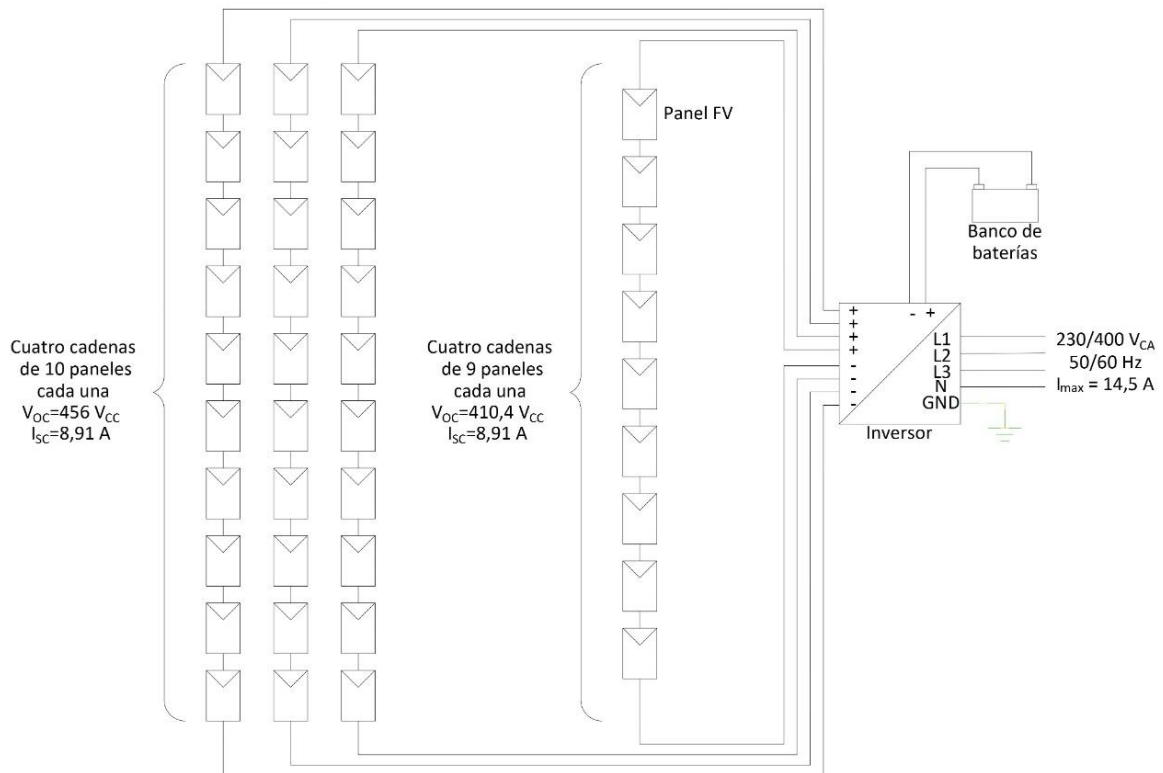 Panel FV
Banco de
baterías
Cuatro cadenas
de 10 paneles
cada una
V_OC=456 V_CC
I_SC=8,91 A
Cuatro cadenas
de 9 paneles
cada una
V_OC=410,4 V_CC
I_SC=8,91 A
+
+
+
+
-
-
-
-
- +
L1
L2
L3
N
GND
Inversor
230/400 V_CA
50/60 Hz
I_max = 14,5 A